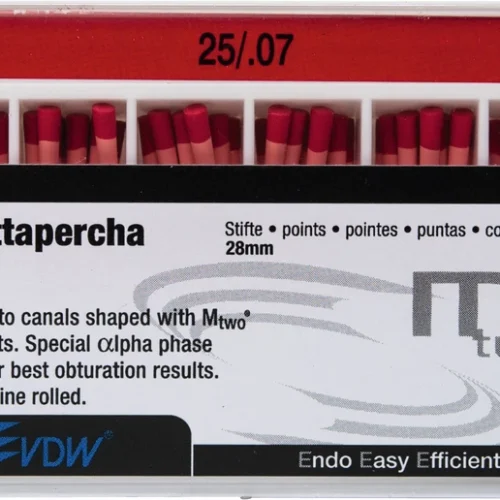 25/.07
ttapercha
Stifte • points • pointes • puntas • co
28mm
to canals shaped with Mtwo®
ts. Special αlpha phase
r best obturation results.
ine rolled.
M
tw
VDW®
Endo Easy Efficient